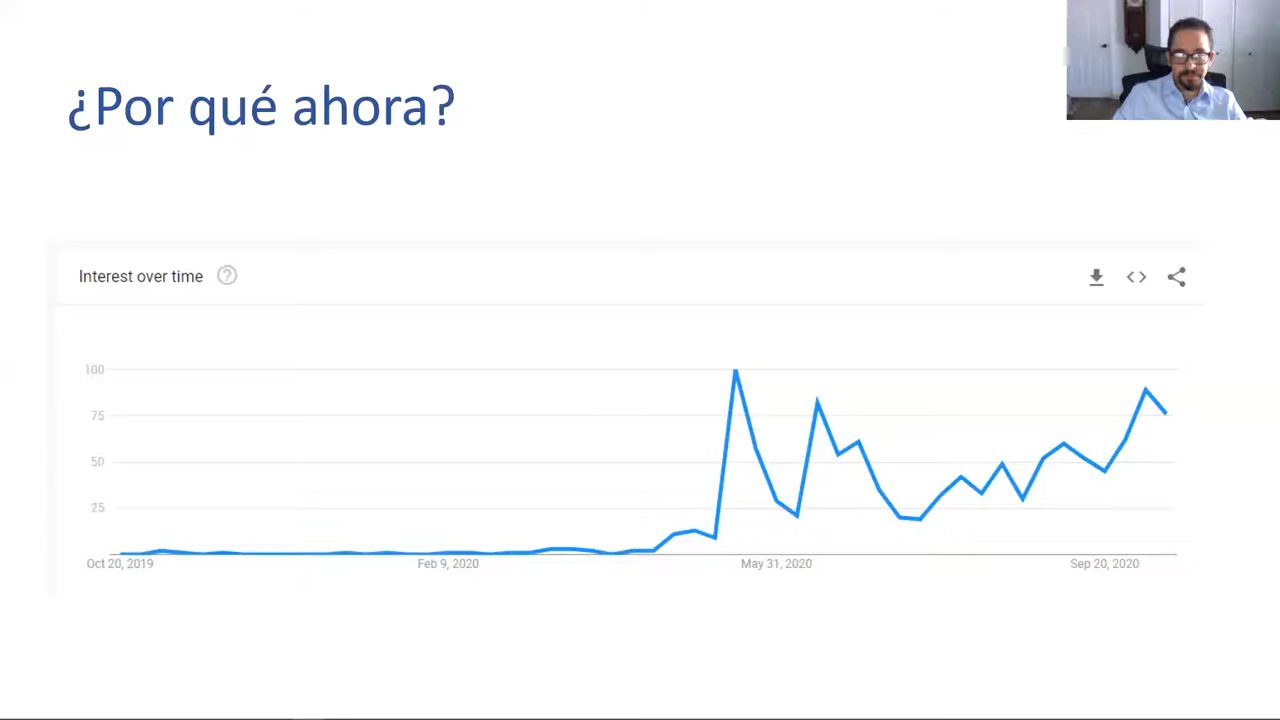 ¿Por qué ahora?
Interest over time ?
100
75
50
25
Oct 20, 2019 Feb 9, 2020 May 31, 2020 Sep 20, 2020